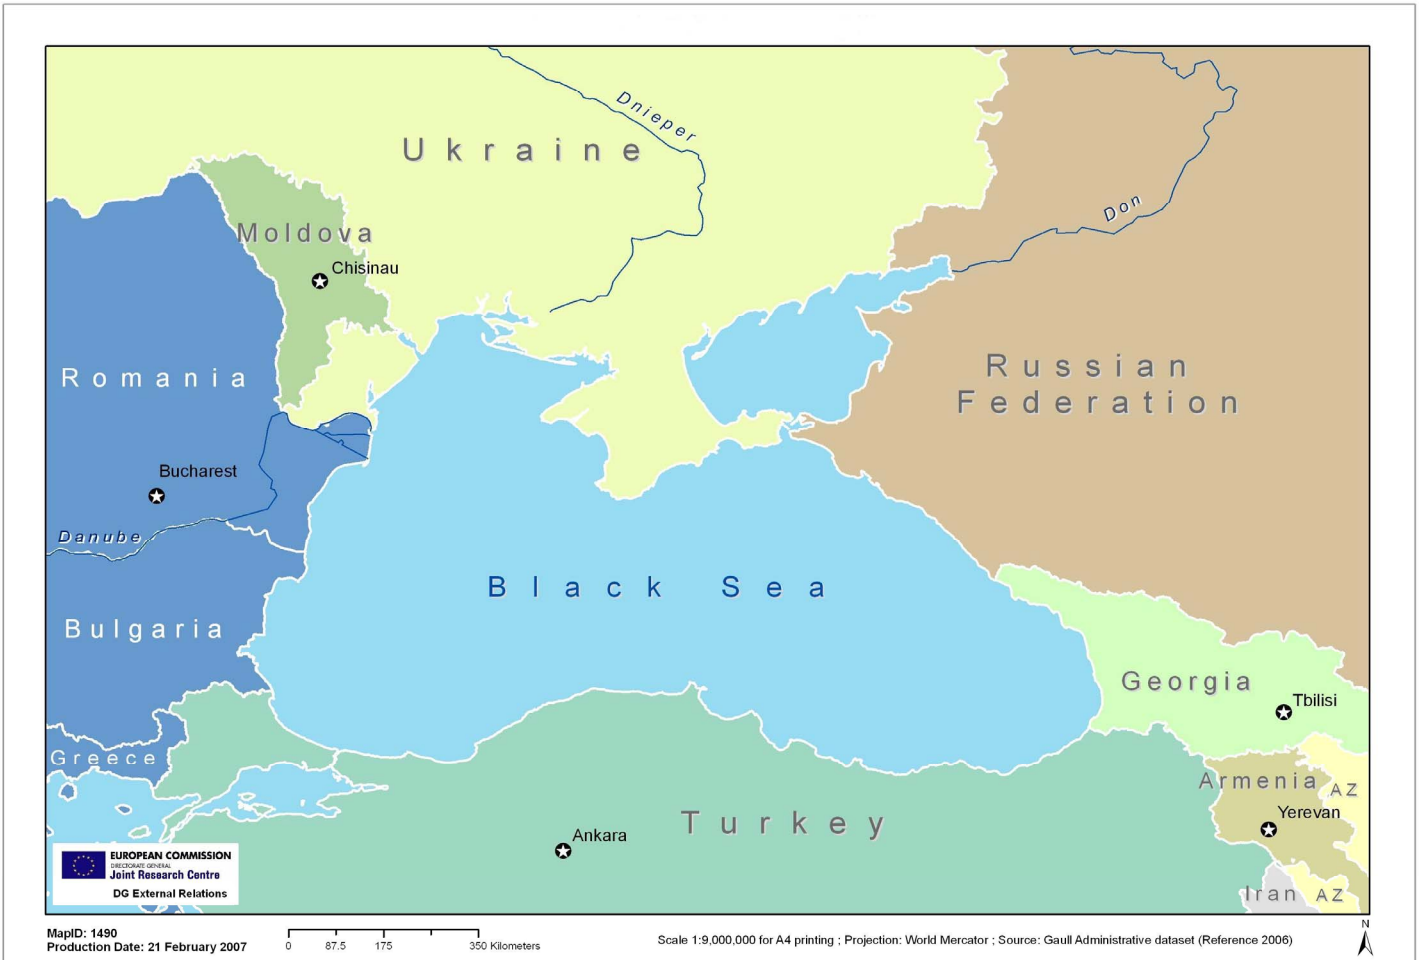 Dnieper
Ukraine
Don
Moldova
Chisinau
Romania
Russian
Federation
Bucharest
Danube
Black Sea
Bulgaria
Georgia
Tbilisi
Greece
Armenia
AZ
Yerevan
Turkey
Ankara
Iran
AZ
EUROPEAN COMMISSION
DIRECTORATE-GENERAL
Joint Research Centre
DG External Relations
MapID: 1490
Production Date: 21 February 2007
0 87.5 175 350 Kilometers
Scale 1:9,000,000 for A4 printing ; Projection: World Mercator ; Source: Gaull Administrative dataset (Reference 2006)
N